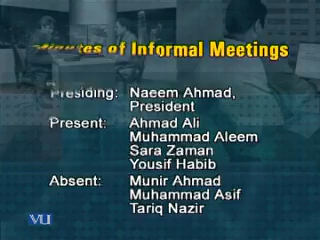 Minutes of Informal Meetings
Presiding: Naeem Ahmad,
President
Present: Ahmad Ali
Muhammad Aleem
Sara Zaman
Yousif Habib
Absent: Munir Ahmad
Muhammad Asif
Tariq Nazir
VU